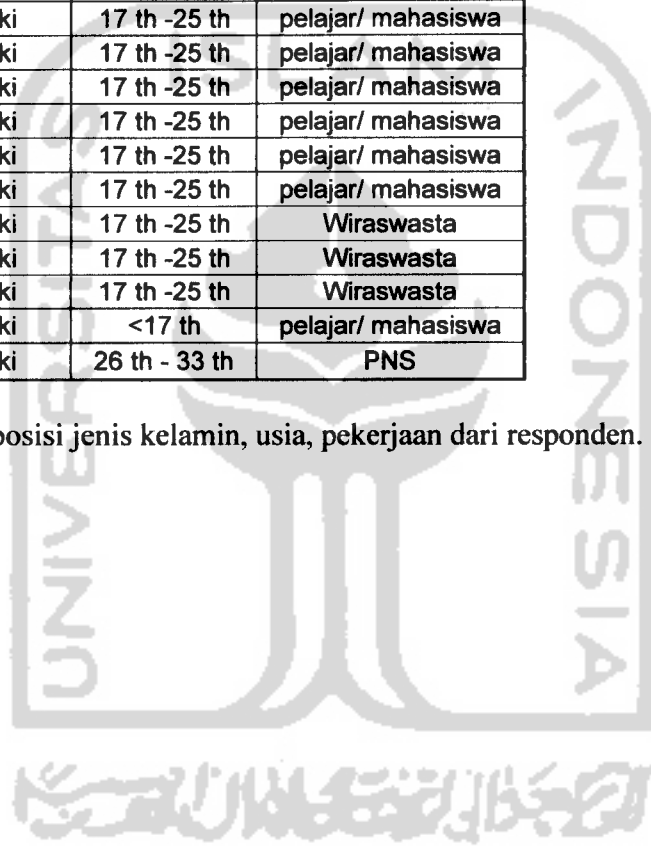 ki 17 th -25 th pelajar/ mahasiswa
ki 17 th -25 th pelajar/ mahasiswa
ki 17 th -25 th pelajar/ mahasiswa
ki 17 th -25 th pelajar/ mahasiswa
ki 17 th -25 th pelajar/ mahasiswa
ki 17 th -25 th pelajar/ mahasiswa
ki 17 th -25 th Wiraswasta
ki 17 th -25 th Wiraswasta
ki 17 th -25 th Wiraswasta
ki <17 th pelajar/ mahasiswa
ki 26 th - 33 th PNS
posisi jenis kelamin, usia, pekerjaan dari responden.
UNIVERSITAS
ISLAM
INDONESIA